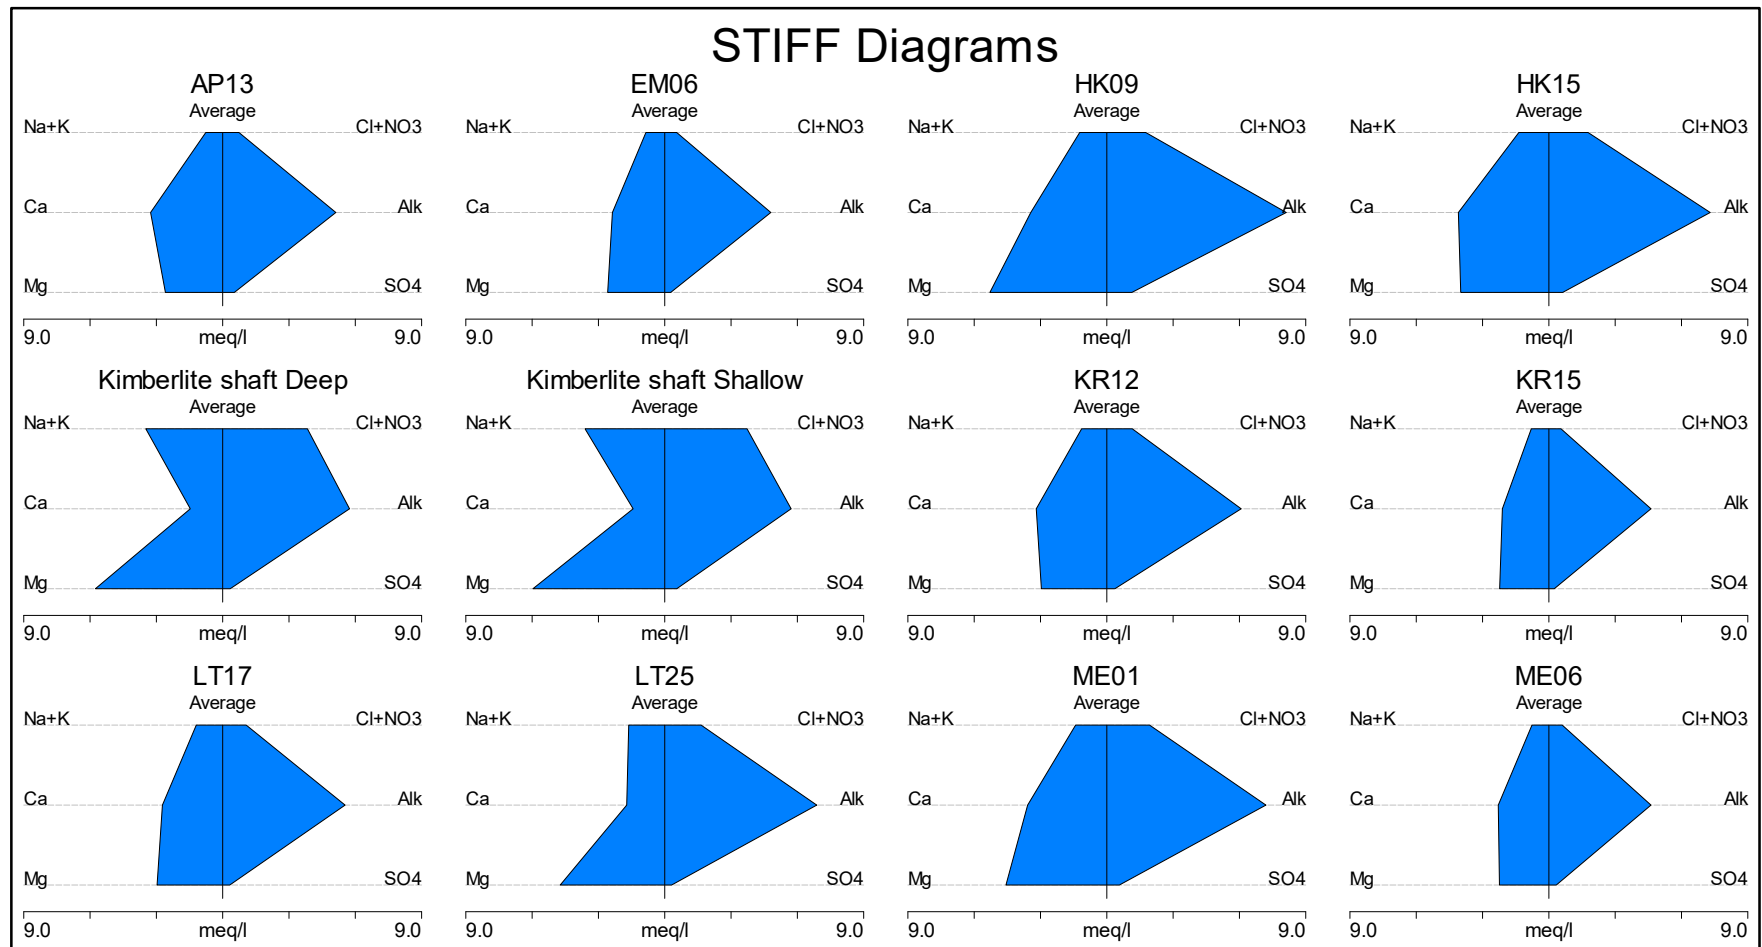 STIFF Diagrams
AP13 EM06 HK09 HK15
Average Average Average Average
Na+K Cl+NO3 Na+K Cl+NO3 Na+K Cl+NO3 Na+K Cl+NO3
Ca Alk Ca Alk Ca Alk Ca Alk
Mg SO4 Mg SO4 Mg SO4 Mg SO4
9.0 meq/l 9.0 9.0 meq/l 9.0 9.0 meq/l 9.0 9.0 meq/l 9.0
Kimberlite shaft Deep Kimberlite shaft Shallow KR12 KR15
Average Average Average Average
Na+K Cl+NO3 Na+K Cl+NO3 Na+K Cl+NO3 Na+K Cl+NO3
Ca Alk Ca Alk Ca Alk Ca Alk
Mg SO4 Mg SO4 Mg SO4 Mg SO4
9.0 meq/l 9.0 9.0 meq/l 9.0 9.0 meq/l 9.0 9.0 meq/l 9.0
LT17 LT25 ME01 ME06
Average Average Average Average
Na+K Cl+NO3 Na+K Cl+NO3 Na+K Cl+NO3 Na+K Cl+NO3
Ca Alk Ca Alk Ca Alk Ca Alk
Mg SO4 Mg SO4 Mg SO4 Mg SO4
9.0 meq/l 9.0 9.0 meq/l 9.0 9.0 meq/l 9.0 9.0 meq/l 9.0